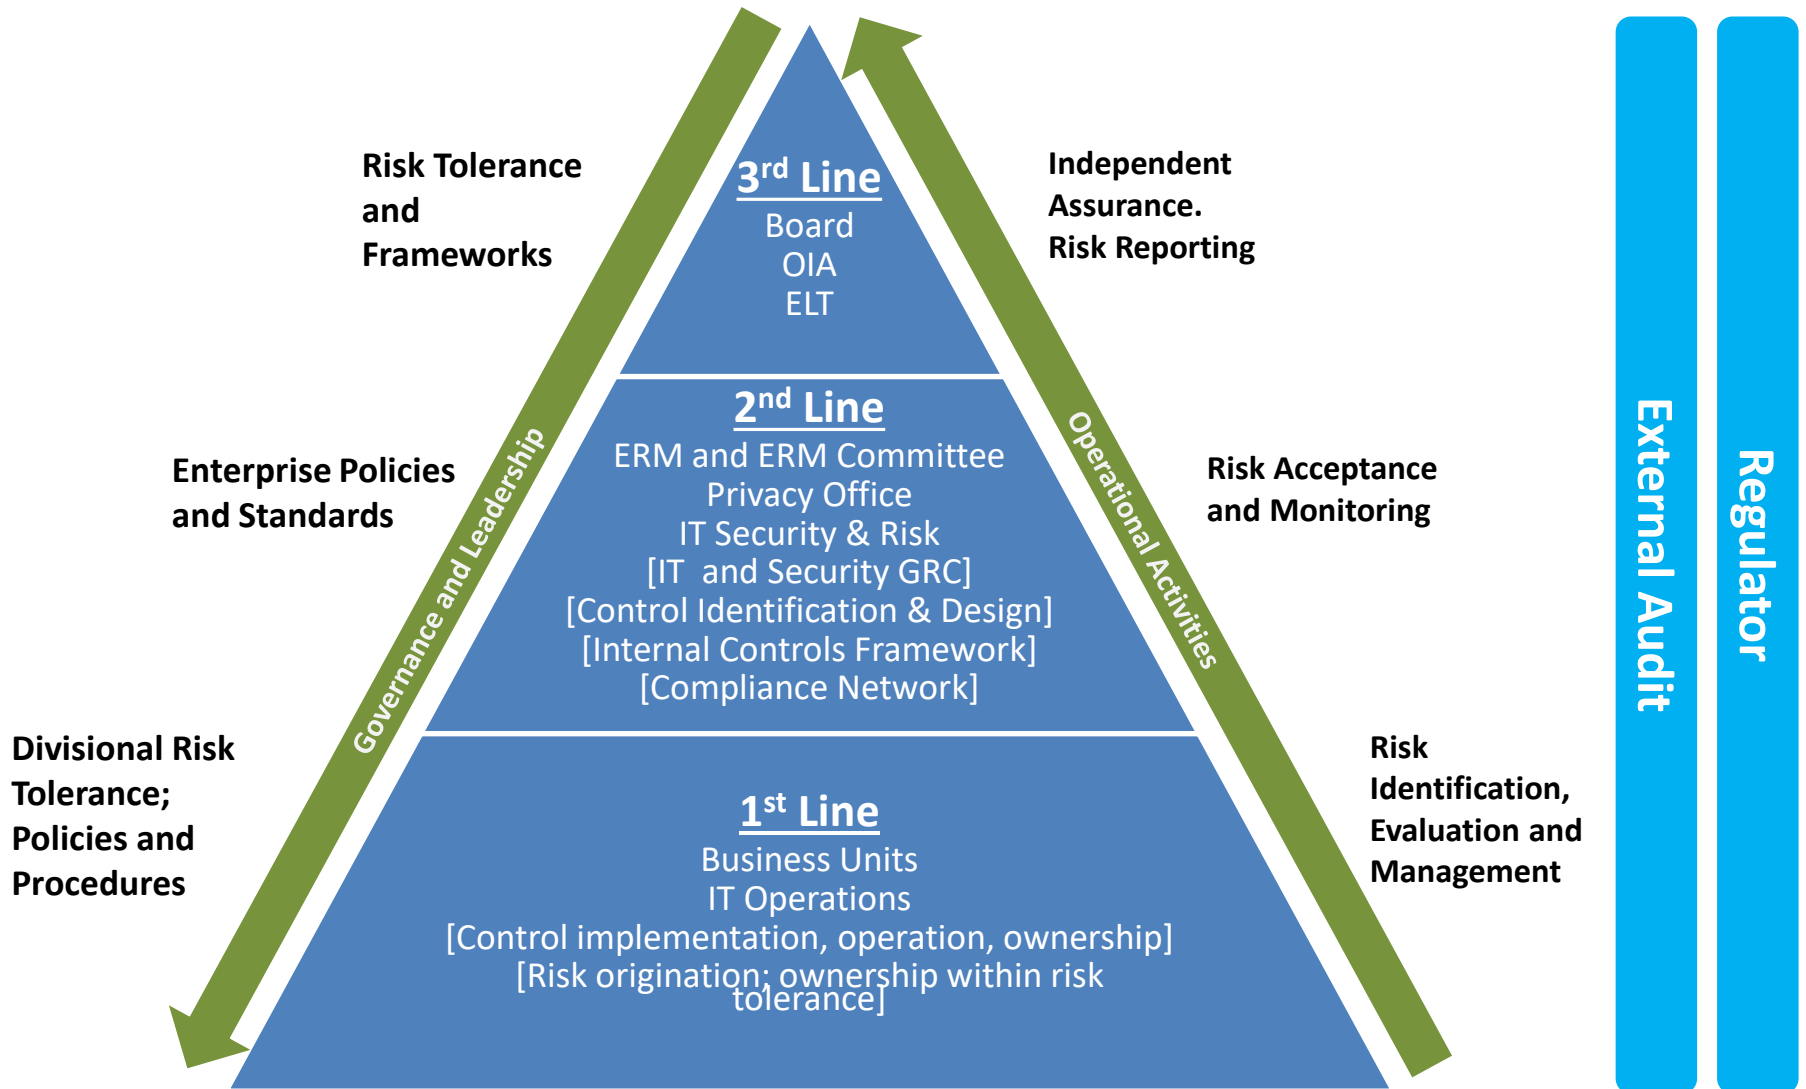 Risk Tolerance
and
Frameworks
Enterprise Policies
and Standards
Divisional Risk
Tolerance;
Policies and
Procedures
Governance and Leadership
3rd Line
Board
OIA
ELT
2nd Line
ERM and ERM Committee
Privacy Office
IT Security & Risk
[IT  and Security GRC]
[Control Identification & Design]
[Internal Controls Framework]
[Compliance Network]
1st Line
Business Units
IT Operations
[Control implementation, operation, ownership]
[Risk origination; ownership within risk
tolerance]
Operational Activities
Independent
Assurance.
Risk Reporting
Risk Acceptance
and Monitoring
Risk
Identification,
Evaluation and
Management
External Audit
Regulator